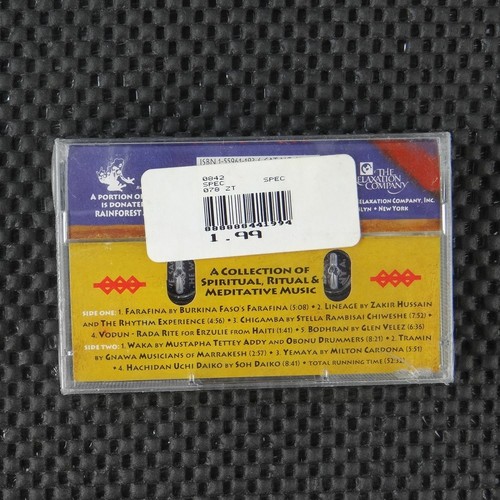 ISBN 1-55961-
0842 SPEC
SPEC
078 ZT
000000441994
1.99
A PORTION OF
IS DONATED
RAINFOREST
THE
RELAXATION
COMPANY
RELAXATION COMPANY, INC.
LYN • NEW YORK
A COLLECTION OF
SPIRITUAL, RITUAL &
MEDITATIVE MUSIC
SIDE ONE: 1. FARAFINA BY BURKINA FASO'S FARAFINA (5:08) • 2. LINEAGE BY ZAKIR HUSSAIN
AND THE RHYTHM EXPERIENCE (4:56) • 3. CHIGAMBA BY STELLA RAMBISAI CHIWESHE (7:52) •
4. VODUN - RADA RITE FOR ERZULIE FROM HAITI (1:41) • 5. BODHRAN BY GLEN VELEZ (6:35)
SIDE TWO: 1. WAKA BY MUSTAPHA TETTEY ADDY AND OBONU DRUMMERS (8:21) • 2. TRAMIN
BY GNAWA MUSICIANS OF MARRAKESH (2:57) • 3. YEMAYA BY MILTON CARDONA (5:51)
• 4. HACHIDAN UCHI DAIKO BY SOH DAIKO (8:41) • TOTAL RUNNING TIME